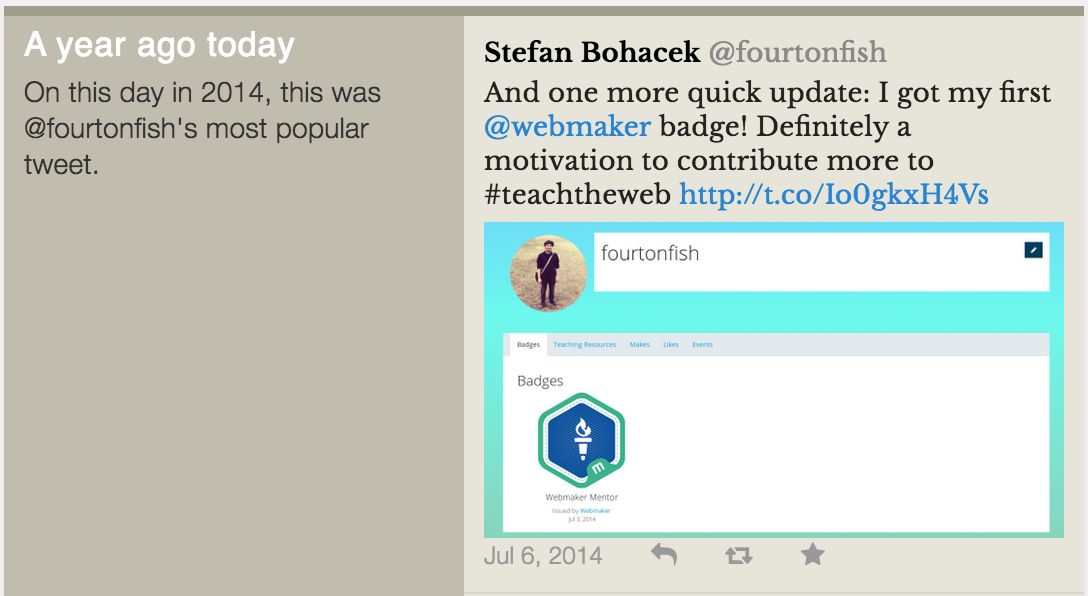 A year ago today
On this day in 2014, this was
@fourtonfish's most popular
tweet.
Stefan Bohacek @fourtonfish
And one more quick update: I got my first
@webmaker badge! Definitely a
motivation to contribute more to
#teachtheweb http://t.co/Io0gkxH4Vs
fourtonfish
Badges Teaching Resources Makes Likes Events
Badges
m
Webmaker Mentor
Issued by Webmaker
Jul 3, 2014
Jul 6, 2014